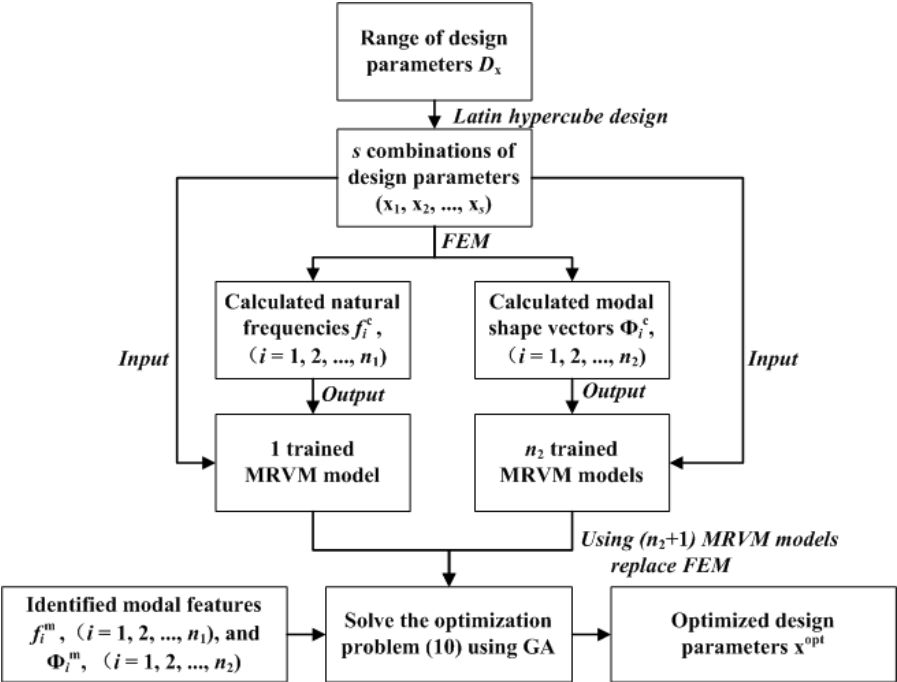 Range of design
parameters Dₓ
Latin hypercube design
s combinations of
design parameters
(x₁, x₂, ..., xₛ)
FEM
Calculated natural
frequencies fᵢᶜ ,
（i = 1, 2, ..., n₁)
Calculated modal
shape vectors Φᵢᶜ ,
（i = 1, 2, ..., n₂)
Input
Input
Output
Output
1 trained
MRVM model
n₂ trained
MRVM models
Using (n₂+1) MRVM models
replace FEM
Identified modal features
fᵢᵐ, （i = 1, 2, ..., n₁), and
Φᵢᵐ, （i = 1, 2, ..., n₂)
Solve the optimization
problem (10) using GA
Optimized design
parameters xᵒᵖᵗ